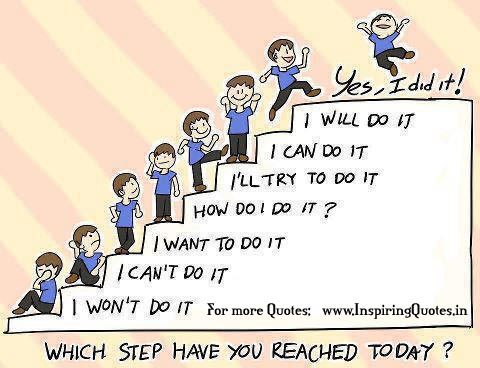 Yes, I did it!
I WILL DO IT
I CAN DO IT
I'LL TRY TO DO IT
HOW DO I DO IT ?
I WANT TO DO IT
I CAN'T DO IT
I WON'T DO IT For more Quotes: www.InspiringQuotes.in
WHICH STEP HAVE YOU REACHED TODAY ?